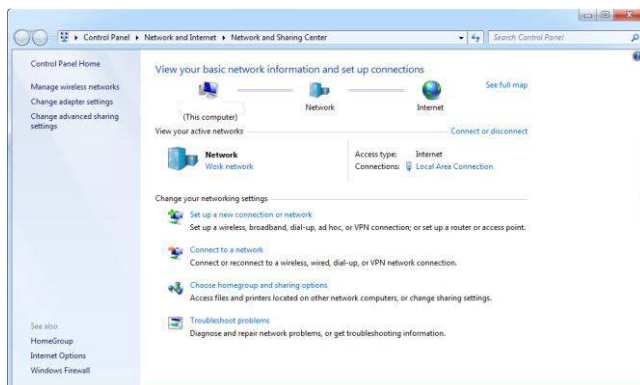 Control Panel ▸ Network and Internet ▸ Network and Sharing Center
Search Control Panel
Control Panel Home
Manage wireless networks
Change adapter settings
Change advanced sharing
settings
See also
HomeGroup
Internet Options
Windows Firewall
View your basic network information and set up connections
See full map
(This computer)
Network
Internet
View your active networks
Connect or disconnect
Network
Work network
Access type: Internet
Connections: Local Area Connection
Change your networking settings
Set up a new connection or network
Set up a wireless, broadband, dial-up, ad hoc, or VPN connection; or set up a router or access point.
Connect to a network
Connect or reconnect to a wireless, wired, dial-up, or VPN network connection.
Choose homegroup and sharing options
Access files and printers located on other network computers, or change sharing settings.
Troubleshoot problems
Diagnose and repair network problems, or get troubleshooting information.